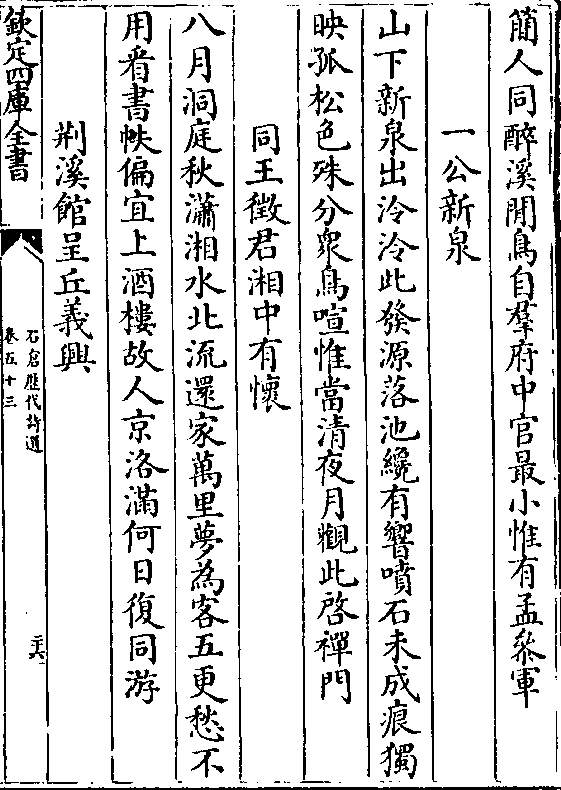 簡人同醉溪閒鳥自羣府中官最小惟有孟叅軍
一公新泉
山下新泉出泠泠此發源落池纔有響噴石未成痕獨
映孤松色殊分衆鳥喧惟當清夜月觀此啓禪門
同王徵君湘中有懷
八月洞庭秋瀟湘水北流還家萬里夢為客五更愁不
用看書帙偏宜上酒樓故人京洛滿何日復同游
荆溪館呈丘義興
欽定四庫全書
石倉歴代詩選
卷五十三